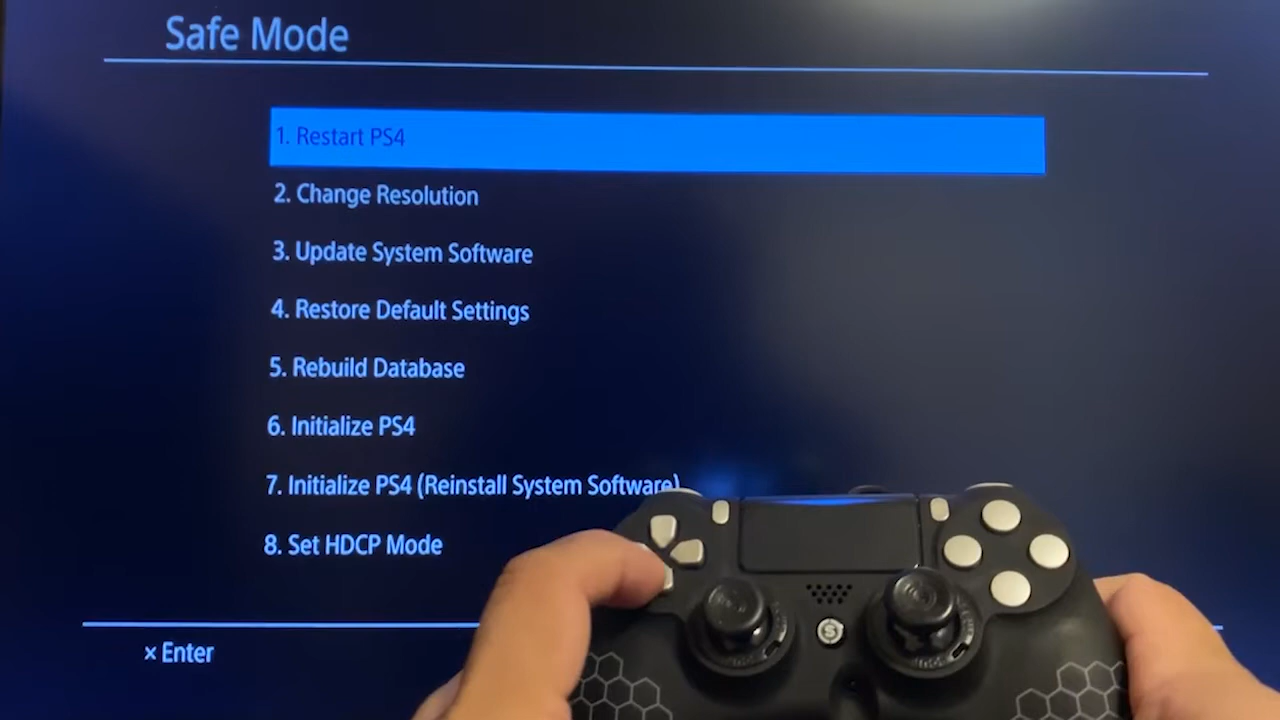 Safe Mode
1. Restart PS4
2. Change Resolution
3. Update System Software
4. Restore Default Settings
5. Rebuild Database
6. Initialize PS4
7. Initialize PS4 (Reinstall System Software)
8. Set HDCP Mode
× Enter